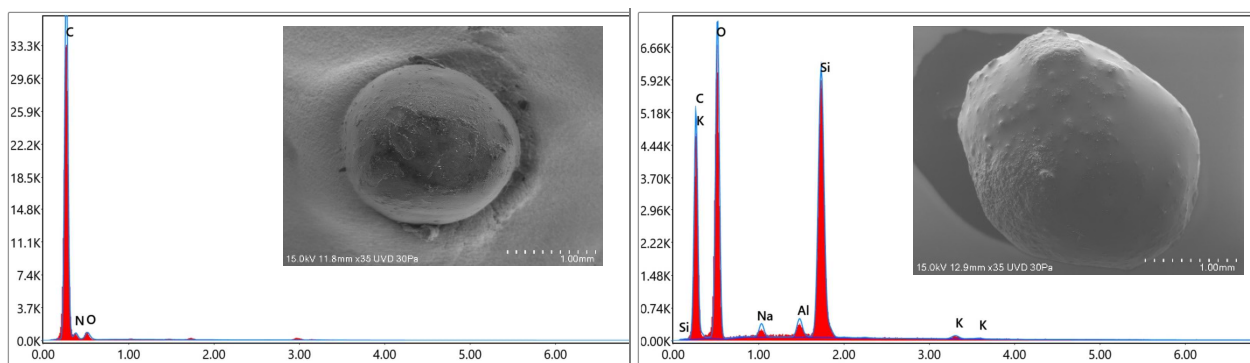 C
33.3K
29.6K
25.9K
22.2K
18.5K
14.8K
11.1K
7.4K
3.7K
0.0K
N O
0.00 1.00 2.00 3.00 4.00 5.00 6.00
15.0kV 11.8mm x35 UVD 30Pa
1.00mm
6.66K
5.92K
5.18K
4.44K
3.70K
2.96K
2.22K
1.48K
0.74K
0.0K
O
Si
C
K
Si
Na
Al
K K
0.00 1.00 2.00 3.00 4.00 5.00 6.00
15.0kV 12.9mm x35 UVD 30Pa
1.00mm